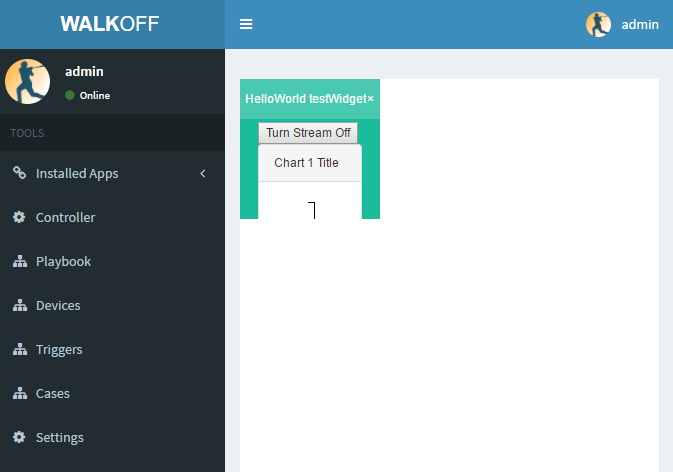 WALKOFF
admin
admin
Online
TOOLS
Installed Apps
Controller
Playbook
Devices
Triggers
Cases
Settings
HelloWorld testWidget×
Turn Stream Off
Chart 1 Title